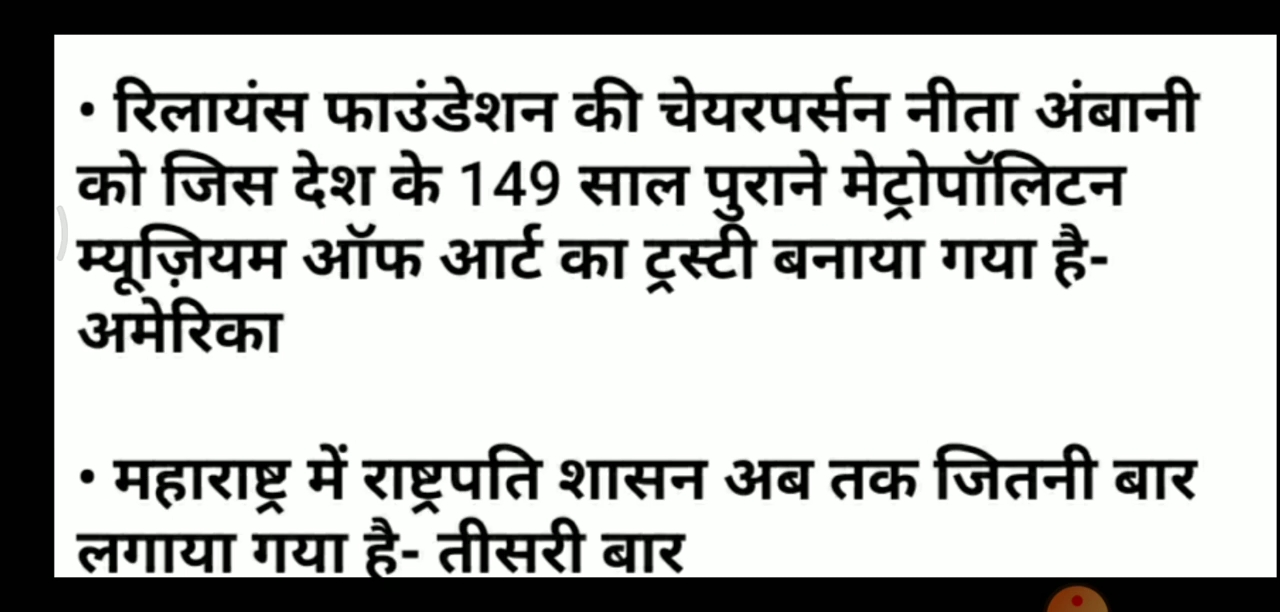 • रिलायंस फाउंडेशन की चेयरपर्सन नीता अंबानी
को जिस देश के 149 साल पुराने मेट्रोपॉलिटन
म्यूज़ियम ऑफ आर्ट का ट्रस्टी बनाया गया है-
अमेरिका
• महाराष्ट्र में राष्ट्रपति शासन अब तक जितनी बार
लगाया गया है- तीसरी बार